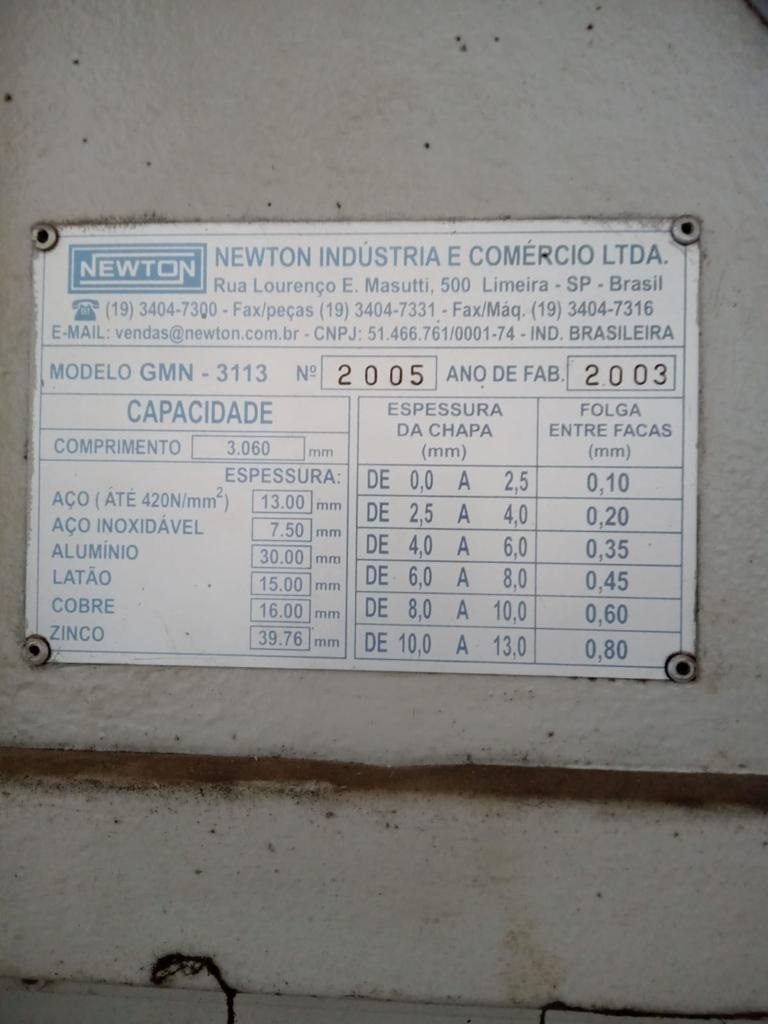 NEWTON NEWTON INDÚSTRIA E COMÉRCIO LTDA.
Rua Lourenço E. Masutti, 500 Limeira - SP - Brasil
(19) 3404-7300 - Fax/peças (19) 3404-7331 - Fax/Máq. (19) 3404-7316
E-MAIL: vendas@newton.com.br - CNPJ: 51.466.761/0001-74 - IND. BRASILEIRA
MODELO GMN - 3113 Nº 2005 ANO DE FAB. 2003
CAPACIDADE
COMPRIMENTO 3.060 mm
ESPESSURA:
AÇO ( ATÉ 420N/mm²) 13.00 mm
AÇO INOXIDÁVEL 7.50 mm
ALUMÍNIO 30.00 mm
LATÃO 15.00 mm
COBRE 16.00 mm
ZINCO 39.76 mm
ESPESSURA DA CHAPA (mm) FOLGA ENTRE FACAS (mm)
DE 0,0 A 2,5 0,10
DE 2,5 A 4,0 0,20
DE 4,0 A 6,0 0,35
DE 6,0 A 8,0 0,45
DE 8,0 A 10,0 0,60
DE 10,0 A 13,0 0,80